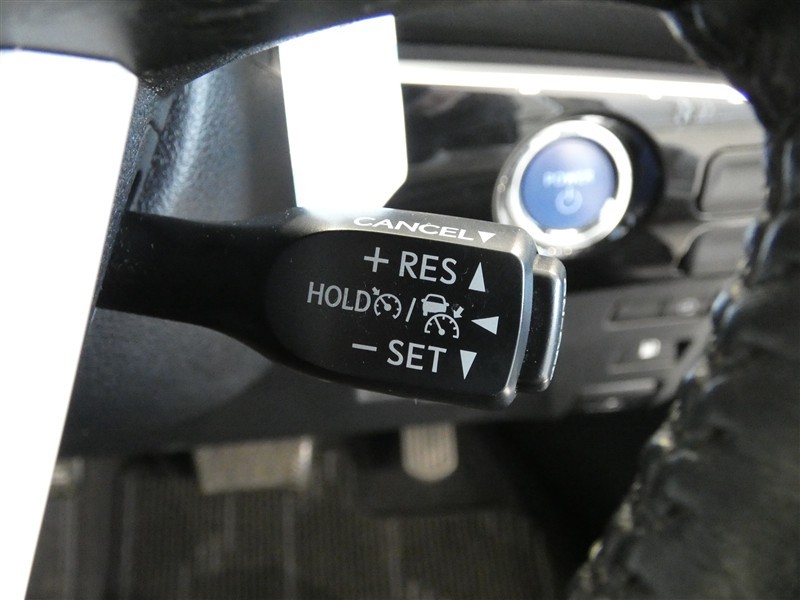 CANCEL▼
+ RES ▲
HOLD / ◀
− SET ▼
POWER